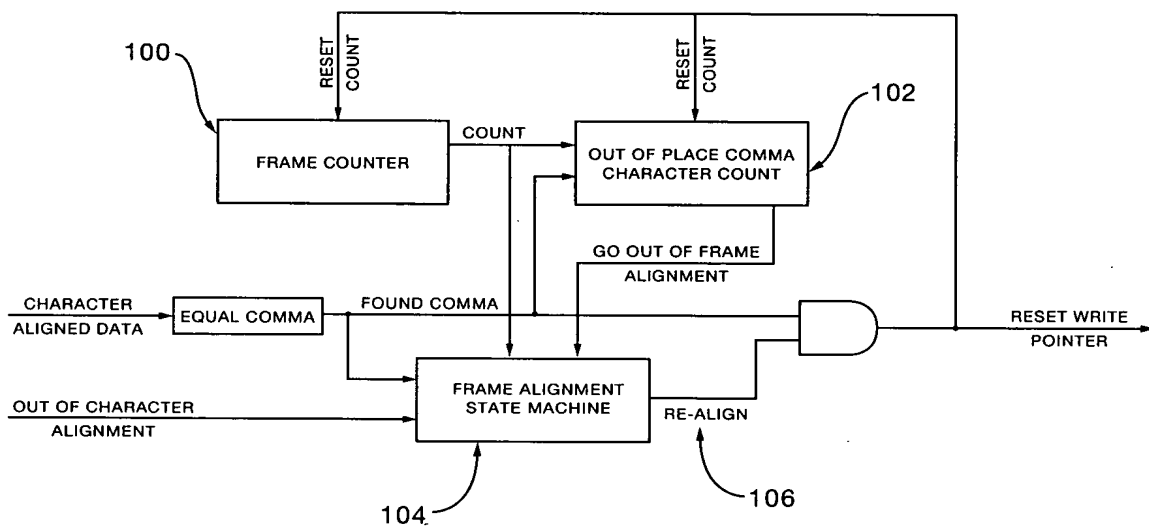 100
RESET
COUNT
RESET
COUNT
102
FRAME COUNTER
COUNT
OUT OF PLACE COMMA
CHARACTER COUNT
GO OUT OF FRAME
ALIGNMENT
CHARACTER
ALIGNED DATA
EQUAL COMMA
FOUND COMMA
RESET WRITE
POINTER
OUT OF CHARACTER
ALIGNMENT
FRAME ALIGNMENT
STATE MACHINE
RE-ALIGN
104
106